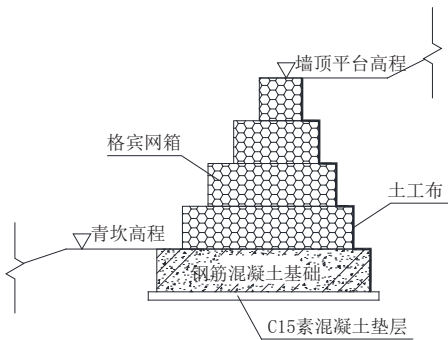 墙顶平台高程
格宾网箱
土工布
青坎高程
钢筋混凝土基础
C15素混凝土垫层